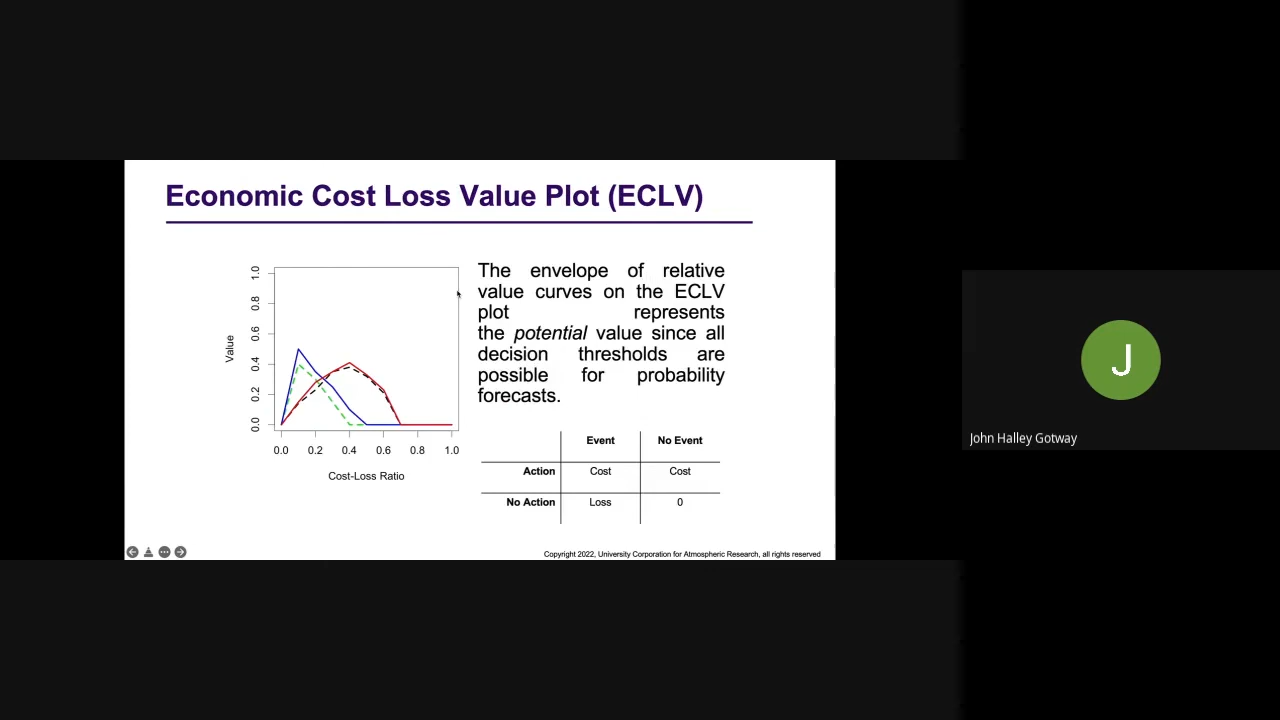 Economic Cost Loss Value Plot (ECLV)
1.0
0.8
0.6
0.4
0.2
0.0
Value
0.0 0.2 0.4 0.6 0.8 1.0
Cost-Loss Ratio
The envelope of relative
value curves on the ECLV
plot represents
the potential value since all
decision thresholds are
possible for probability
forecasts.
Event No Event
Action Cost Cost
No Action Loss 0
Copyright 2022, University Corporation for Atmospheric Research, all rights reserved
J
John Halley Gotway